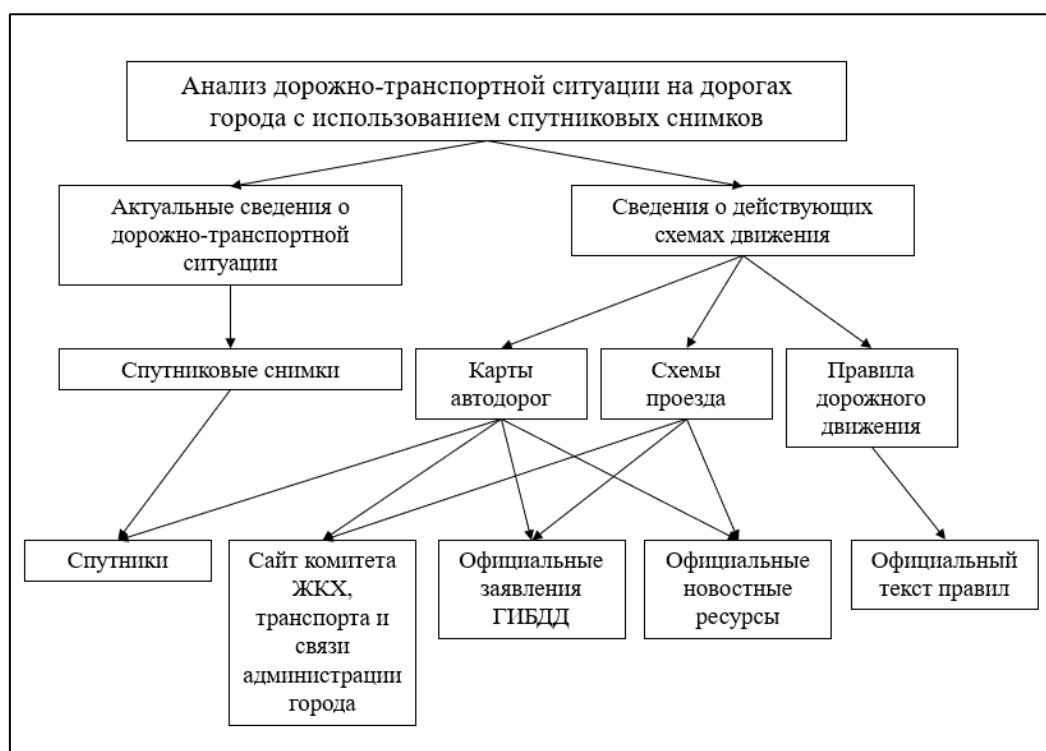 Анализ дорожно-транспортной ситуации на дорогах
города с использованием спутниковых снимков
Актуальные сведения о
дорожно-транспортной
ситуации
Сведения о действующих
схемах движения
Спутниковые снимки
Карты
автодорог
Схемы
проезда
Правила
дорожного
движения
Спутники
Сайт комитета
ЖКХ,
транспорта и
связи
администрации
города
Официальные
заявления
ГИБДД
Официальные
новостные
ресурсы
Официальный
текст правил